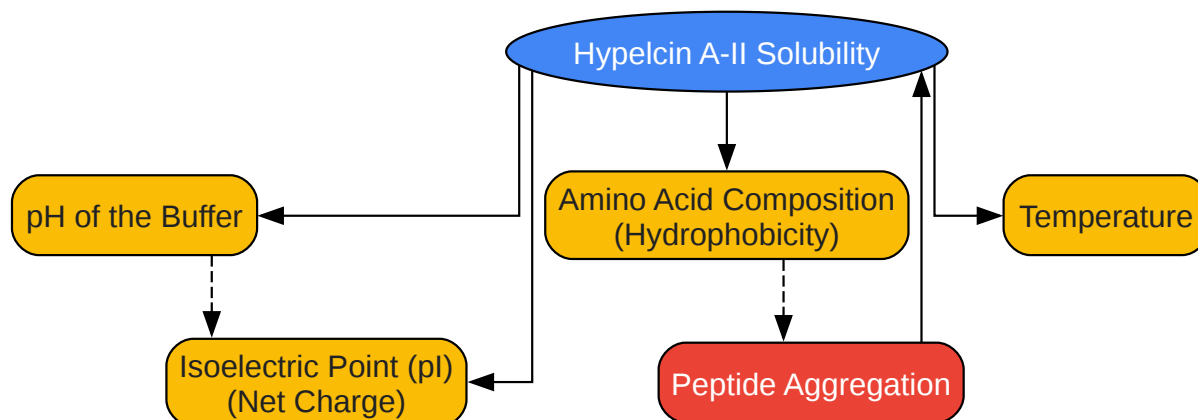 Hypelcin A-II Solubility
pH of the Buffer
Amino Acid Composition
(Hydrophobicity)
Temperature
Isoelectric Point (pI)
(Net Charge)
Peptide Aggregation